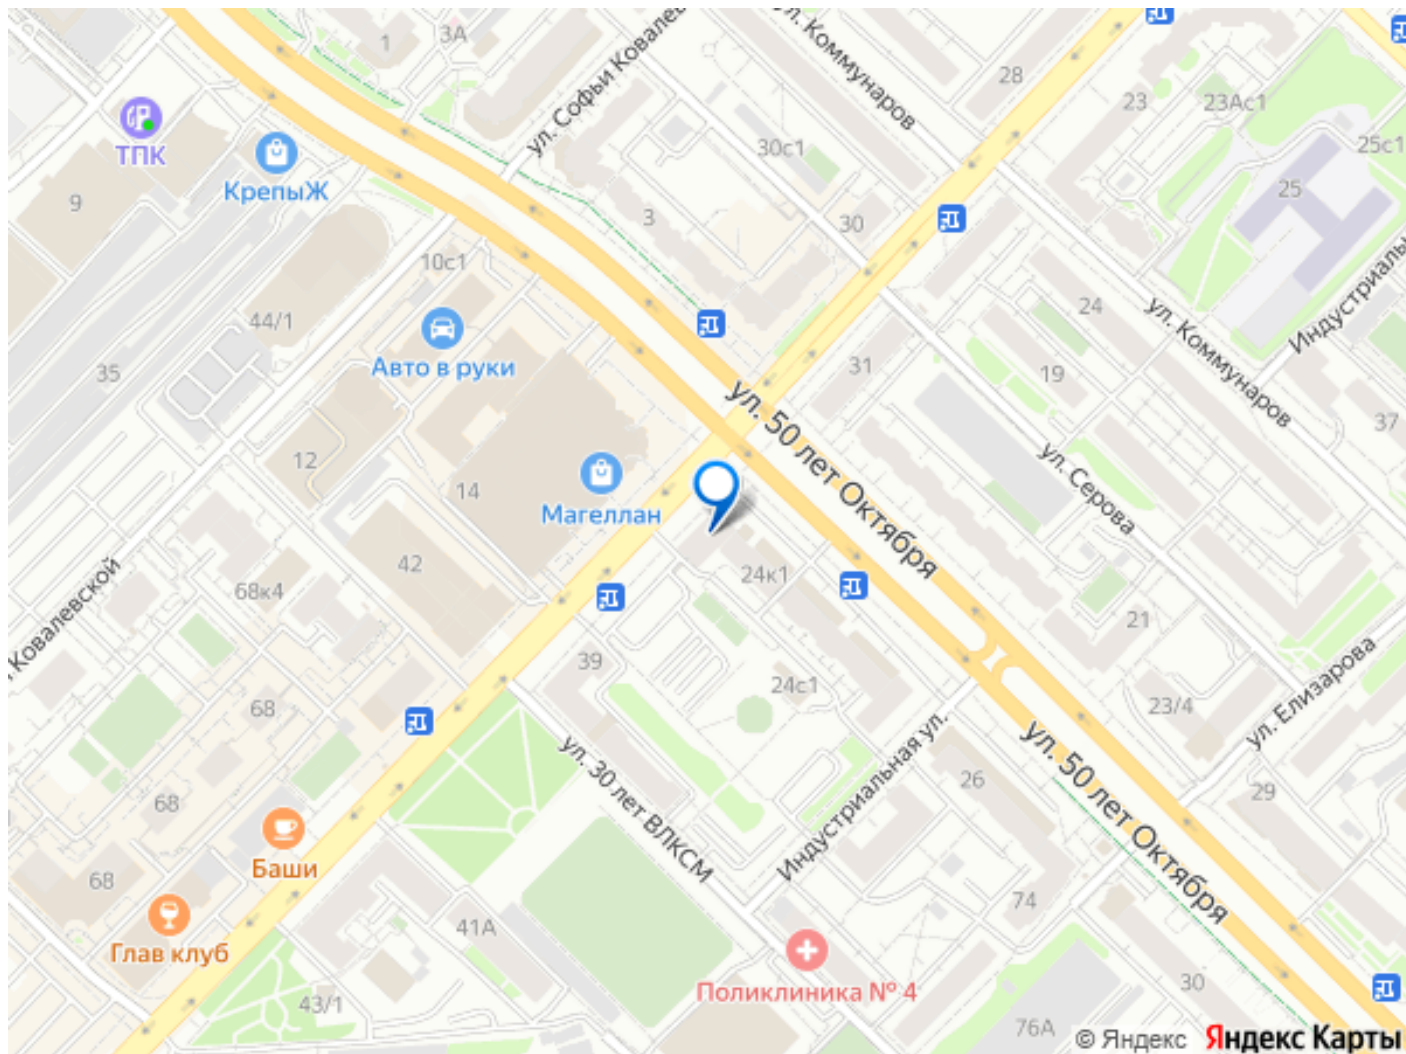 1
3А
ул. Софьи Ковалев
ул. Коммунаров
28
23
23Ас1
25с1
ТПК
КрепыЖ
30с1
25
9
3
30
10с1
44/1
24
ул. Коммунаров
Индустриальн
Авто в руки
35
31
19
37
ул. 50 лет Октября
12
14
Магеллан
ул. Серова
42
24к1
68к4
Ковалевской
21
39
24с1
23/4
ул. Елизарова
68
ул. 30 лет ВЛКСМ
Индустриальная ул.
26
ул. 50 лет Октября
29
68
Баши
68
74
Глав клуб
41А
Поликлиника № 4
30
43/1
76А
© Яндекс Яндекс Карты